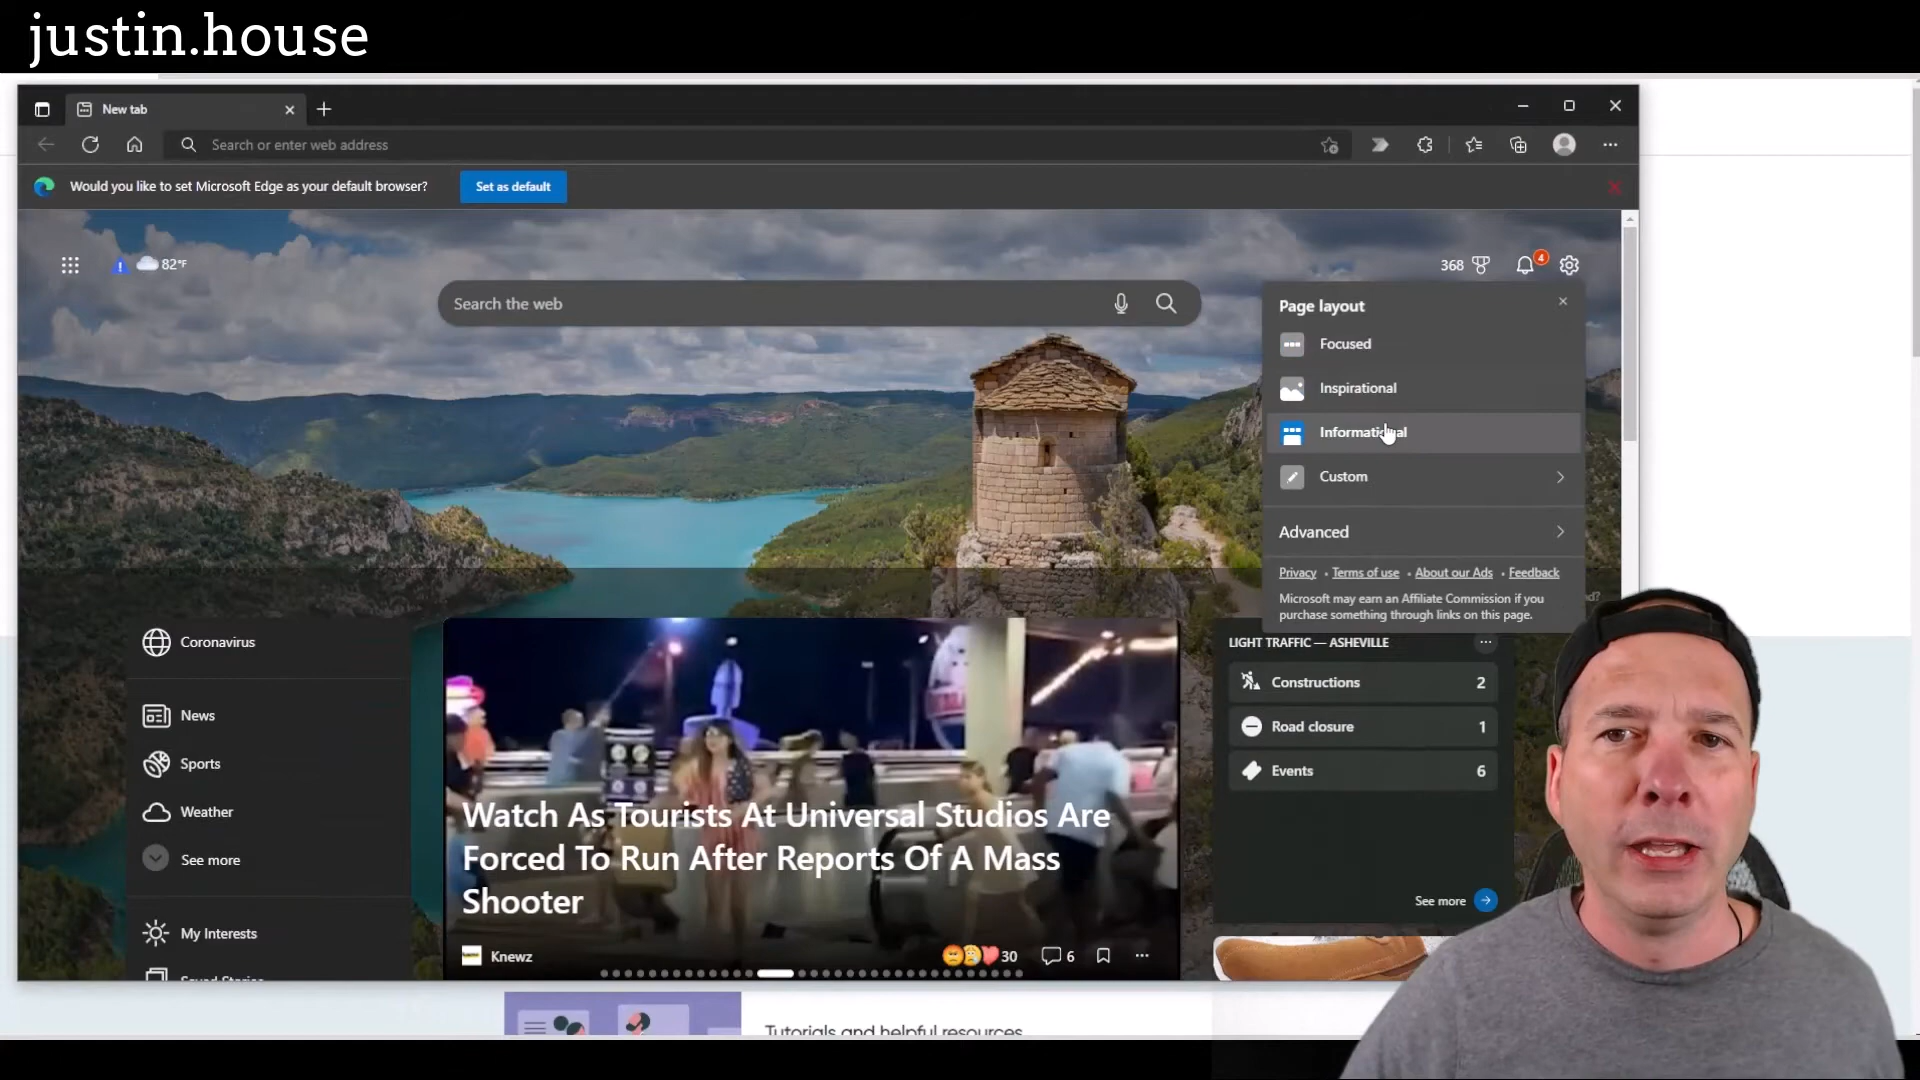 justin.house
New tab
Search or enter web address
Would you like to set Microsoft Edge as your default browser?
Set as default
82°F
368
4
Search the web
Page layout
Focused
Inspirational
Informational
Custom
Advanced
Privacy • Terms of use • About our Ads • Feedback
Microsoft may earn an Affiliate Commission if you
purchase something through links on this page.
Coronavirus
News
Sports
Weather
See more
My Interests
Saved Stories
Watch As Tourists At Universal Studios Are
Forced To Run After Reports Of A Mass
Shooter
Knewz
30
6
LIGHT TRAFFIC — ASHEVILLE
Constructions 2
Road closure 1
Events 6
See more
Tutorials and helpful resources